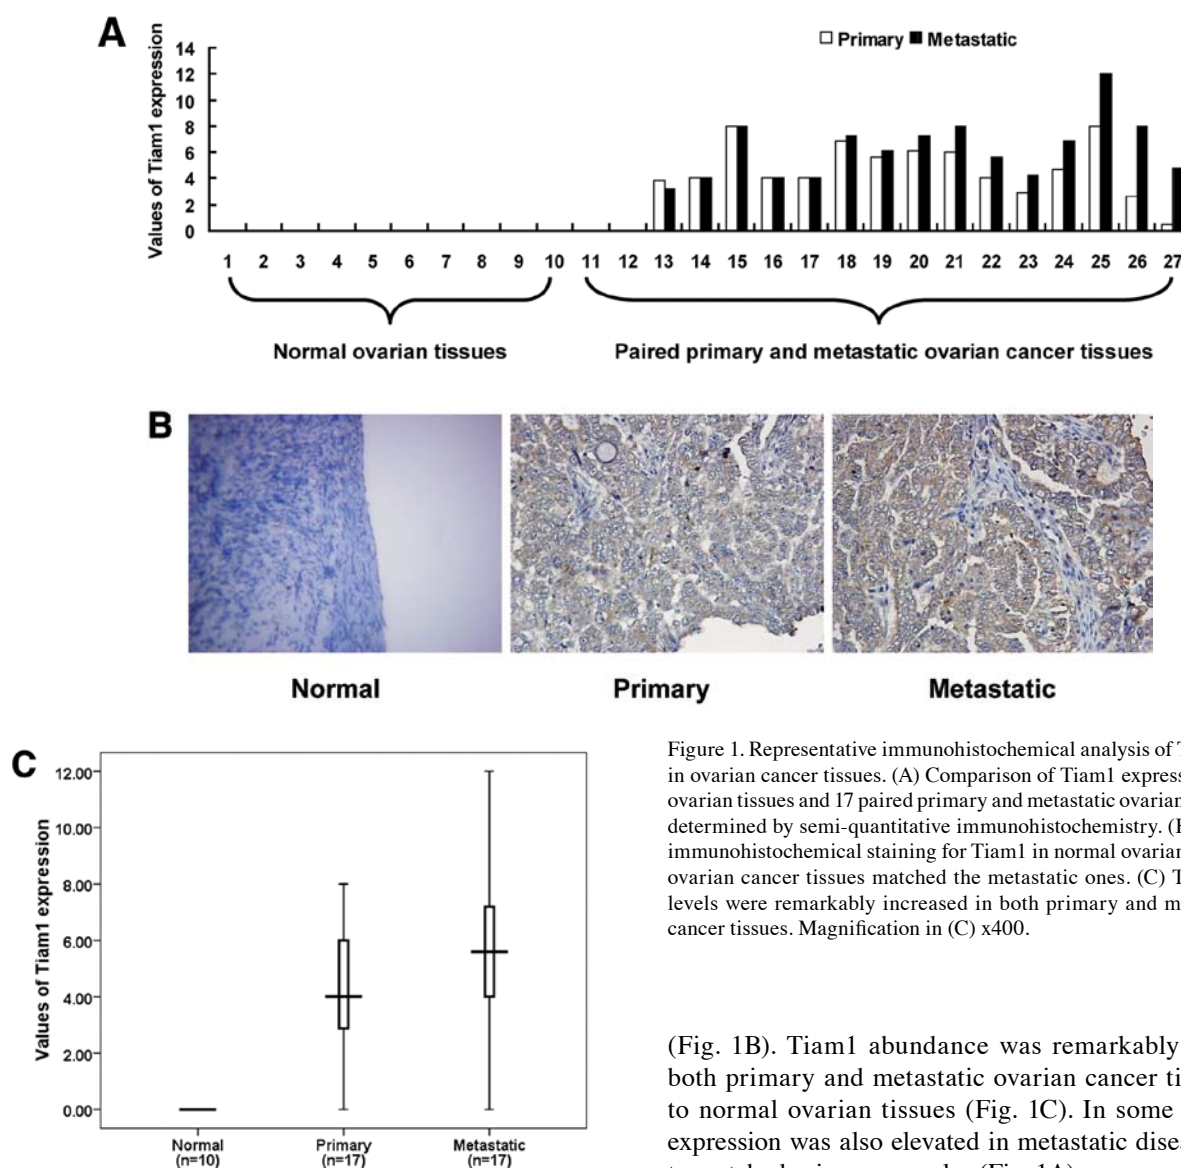 A
Values of Tiam1 expression
14
12
10
8
6
4
2
0
Primary Metastatic
1 2 3 4 5 6 7 8 9 10 11 12 13 14 15 16 17 18 19 20 21 22 23 24 25 26 27
Normal ovarian tissues
Paired primary and metastatic ovarian cancer tissues
B
Normal
Primary
Metastatic
C
Values of Tiam1 expression
12.00
10.00
8.00
6.00
4.00
2.00
0.00
Normal
(n=10)
Primary
(n=17)
Metastatic
(n=17)
Figure 1. Representative immunohistochemical analysis of T
in ovarian cancer tissues. (A) Comparison of Tiam1 express
ovarian tissues and 17 paired primary and metastatic ovarian
determined by semi-quantitative immunohistochemistry. (B
immunohistochemical staining for Tiam1 in normal ovarian
ovarian cancer tissues matched the metastatic ones. (C) T
levels were remarkably increased in both primary and m
cancer tissues. Magnification in (C) x400.
(Fig. 1B). Tiam1 abundance was remarkably
both primary and metastatic ovarian cancer ti
to normal ovarian tissues (Fig. 1C). In some
expression was also elevated in metastatic disea